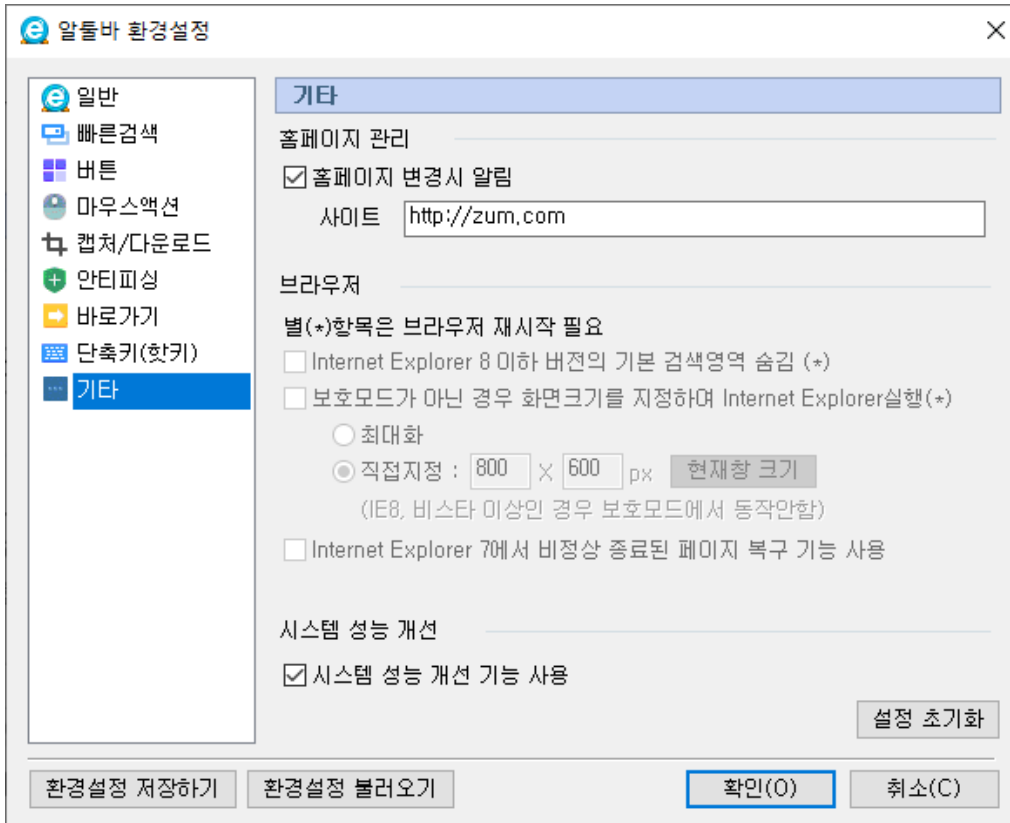 알툴바 환경설정
일반
빠른검색
버튼
마우스액션
캡처/다운로드
안티피싱
바로가기
단축키(핫키)
기타
기타
홈페이지 관리
홈페이지 변경시 알림
사이트 http://zum.com
브라우저
별(*)항목은 브라우저 재시작 필요
Internet Explorer 8 이하 버전의 기본 검색영역 숨김 (*)
보호모드가 아닌 경우 화면크기를 지정하여 Internet Explorer실행(*)
최대화
직접지정 : 800 X 600 px 현재창 크기
(IE8, 비스타 이상인 경우 보호모드에서 동작안함)
Internet Explorer 7에서 비정상 종료된 페이지 복구 기능 사용
시스템 성능 개선
시스템 성능 개선 기능 사용
설정 초기화
환경설정 저장하기 환경설정 불러오기 확인(O) 취소(C)